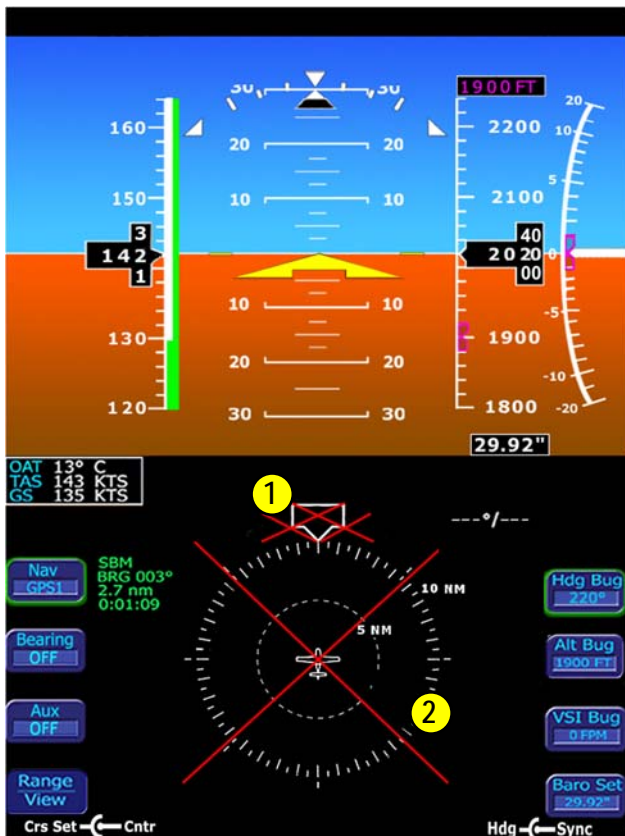 1900 FT
20
30
30
160
2200
10
20
20
5
150
10
10
2100
3
142
1
40
2020
00
0
130
10
10
1900
-5
20
20
-10
120
30
30
1800
-20
29.92"
OAT 13° C
TAS 143 KTS
GS 135 KTS
1
---°/---
Nav
GPS1
SBM
BRG 003°
2.7 nm
0:01:09
10 NM
Hdg Bug
220°
5 NM
Bearing
OFF
Alt Bug
1900 FT
2
Aux
OFF
VSI Bug
0 FPM
Range
View
Baro Set
29.92"
Crs Set Cntr
Hdg Sync